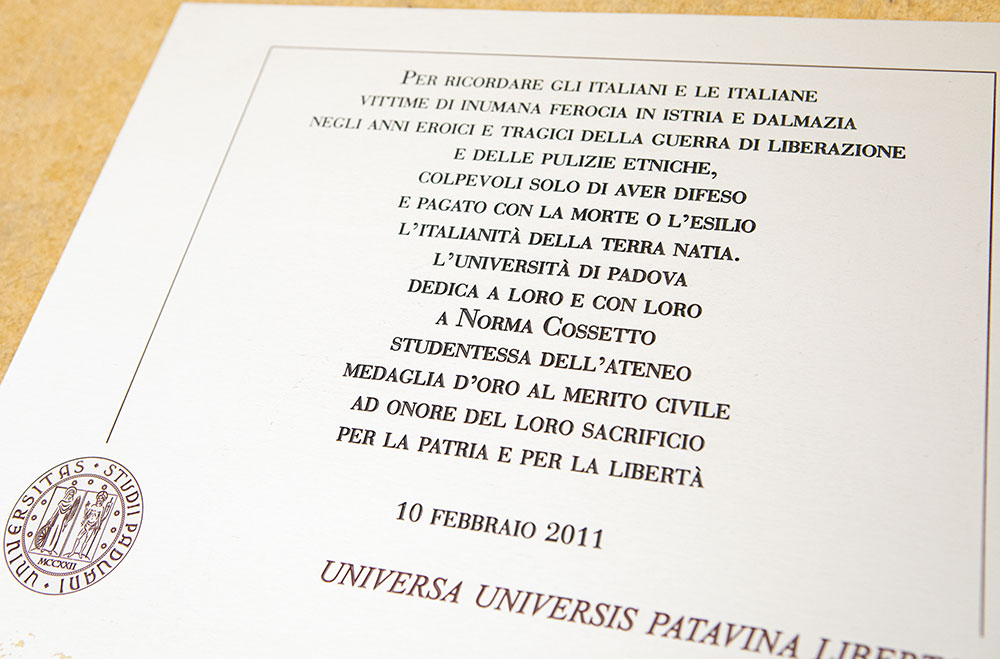 Per ricordare gli italiani e le italiane
vittime di inumana ferocia in Istria e Dalmazia
negli anni eroici e tragici della guerra di liberazione
e delle pulizie etniche,
colpevoli solo di aver difeso
e pagato con la morte o l'esilio
l'italianità della terra natia.
L'Università di Padova
dedica a loro e con loro
a Norma Cossetto
studentessa dell'Ateneo
medaglia d'oro al merito civile
ad onore del loro sacrificio
per la patria e per la libertà
10 febbraio 2011
UNIVERSA UNIVERSIS PATAVINA
UNIVERSITAS STUDII PADUANI
MCCXXII